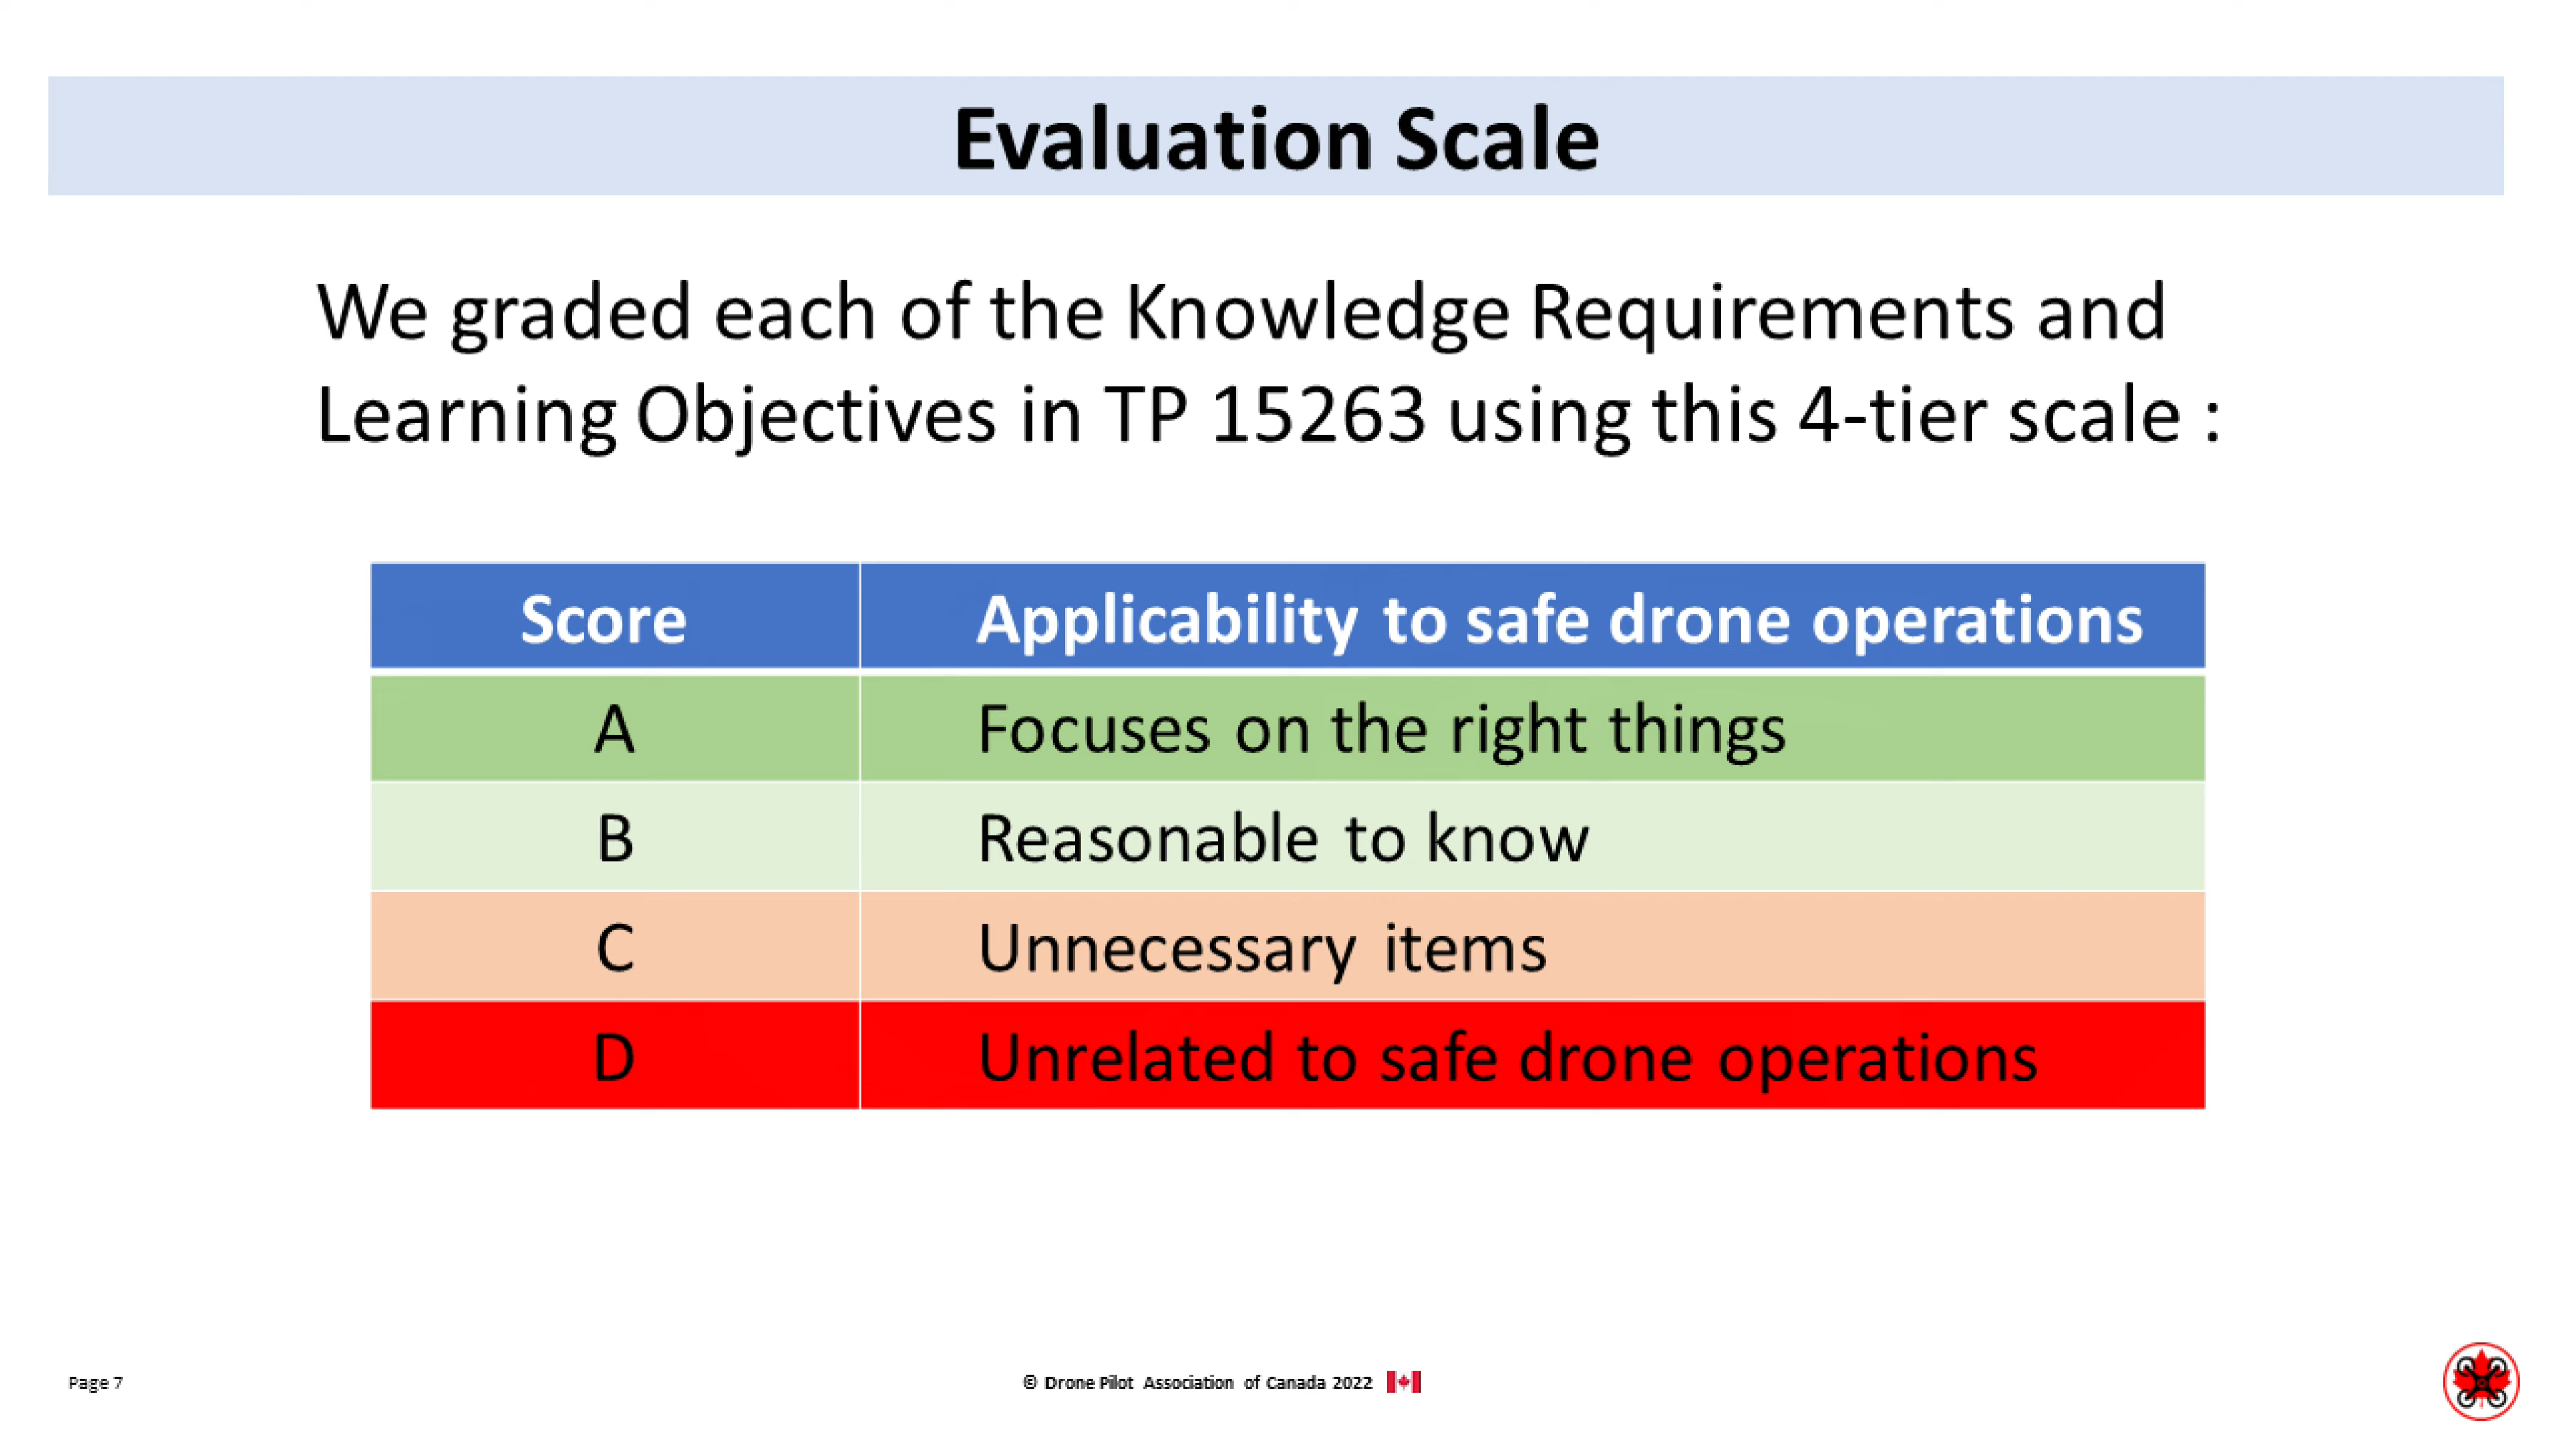 Evaluation Scale
We graded each of the Knowledge Requirements and
Learning Objectives in TP 15263 using this 4-tier scale :
Score Applicability to safe drone operations
A Focuses on the right things
B Reasonable to know
C Unnecessary items
D Unrelated to safe drone operations
Page 7 © Drone Pilot Association of Canada 2022